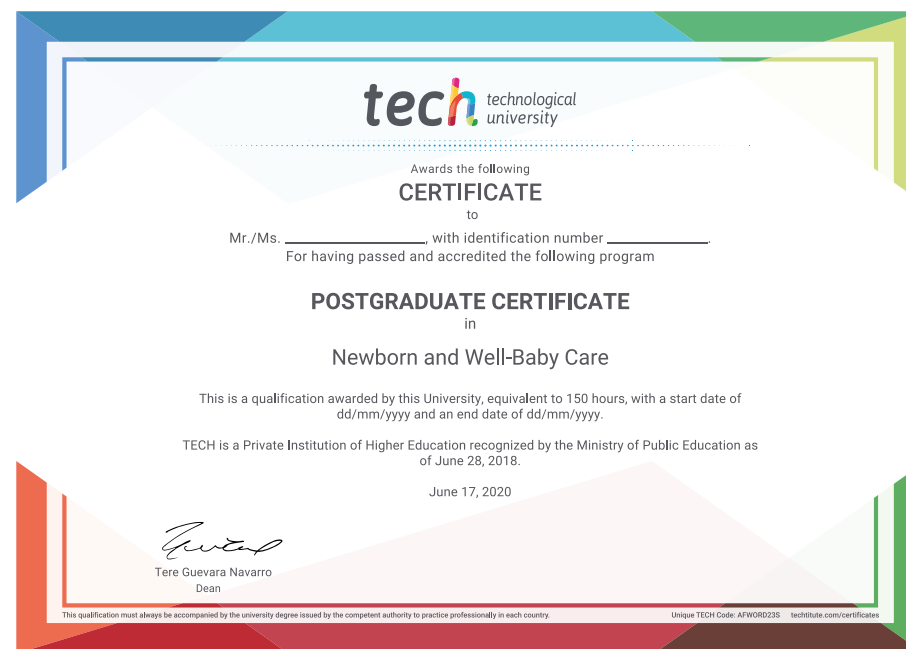 tech technological
university
Awards the following
CERTIFICATE
to
Mr./Ms. ____________________, with identification number ______________.
For having passed and accredited the following program
POSTGRADUATE CERTIFICATE
in
Newborn and Well-Baby Care
This is a qualification awarded by this University, equivalent to 150 hours, with a start date of
dd/mm/yyyy and an end date of dd/mm/yyyy.
TECH is a Private Institution of Higher Education recognized by the Ministry of Public Education as
of June 28, 2018.
June 17, 2020
Tere Guevara Navarro
Dean
This qualification must always be accompanied by the university degree issued by the competent authority to practice professionally in each country. Unique TECH Code: AFWORD23S techtitute.com/certificates